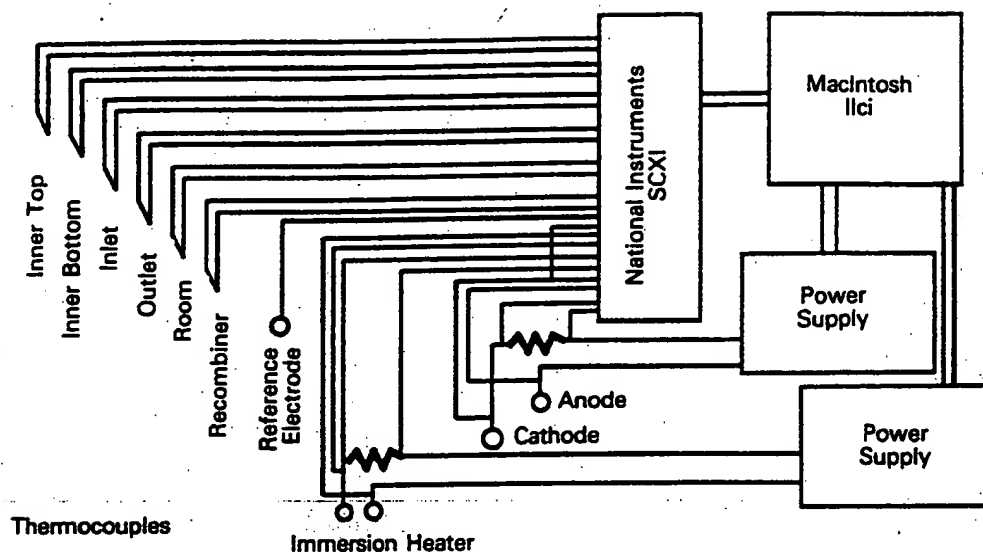 MacIntosh
IIci
National Instruments
SCXI
Inner Top
Inner Bottom
Inlet
Outlet
Room
Recombiner
Reference
Electrode
Power
Supply
Anode
Cathode
Power
Supply
Thermocouples
Immersion Heater